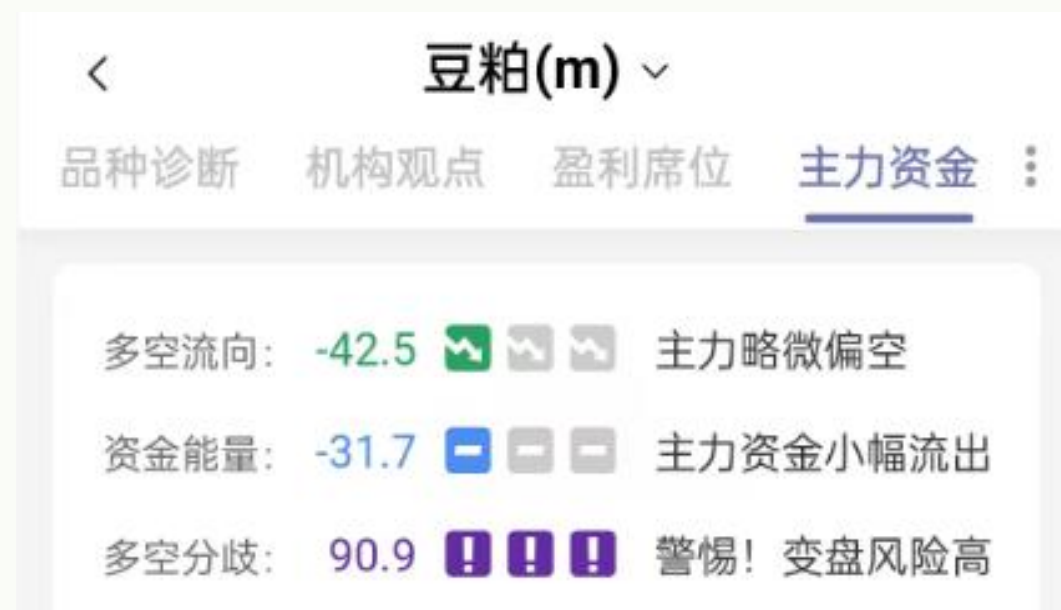 豆粕(m)
品种诊断 机构观点 盈利席位 主力资金
多空流向: -42.5 主力略微偏空
资金能量: -31.7 主力资金小幅流出
多空分歧: 90.9 警惕！变盘风险高